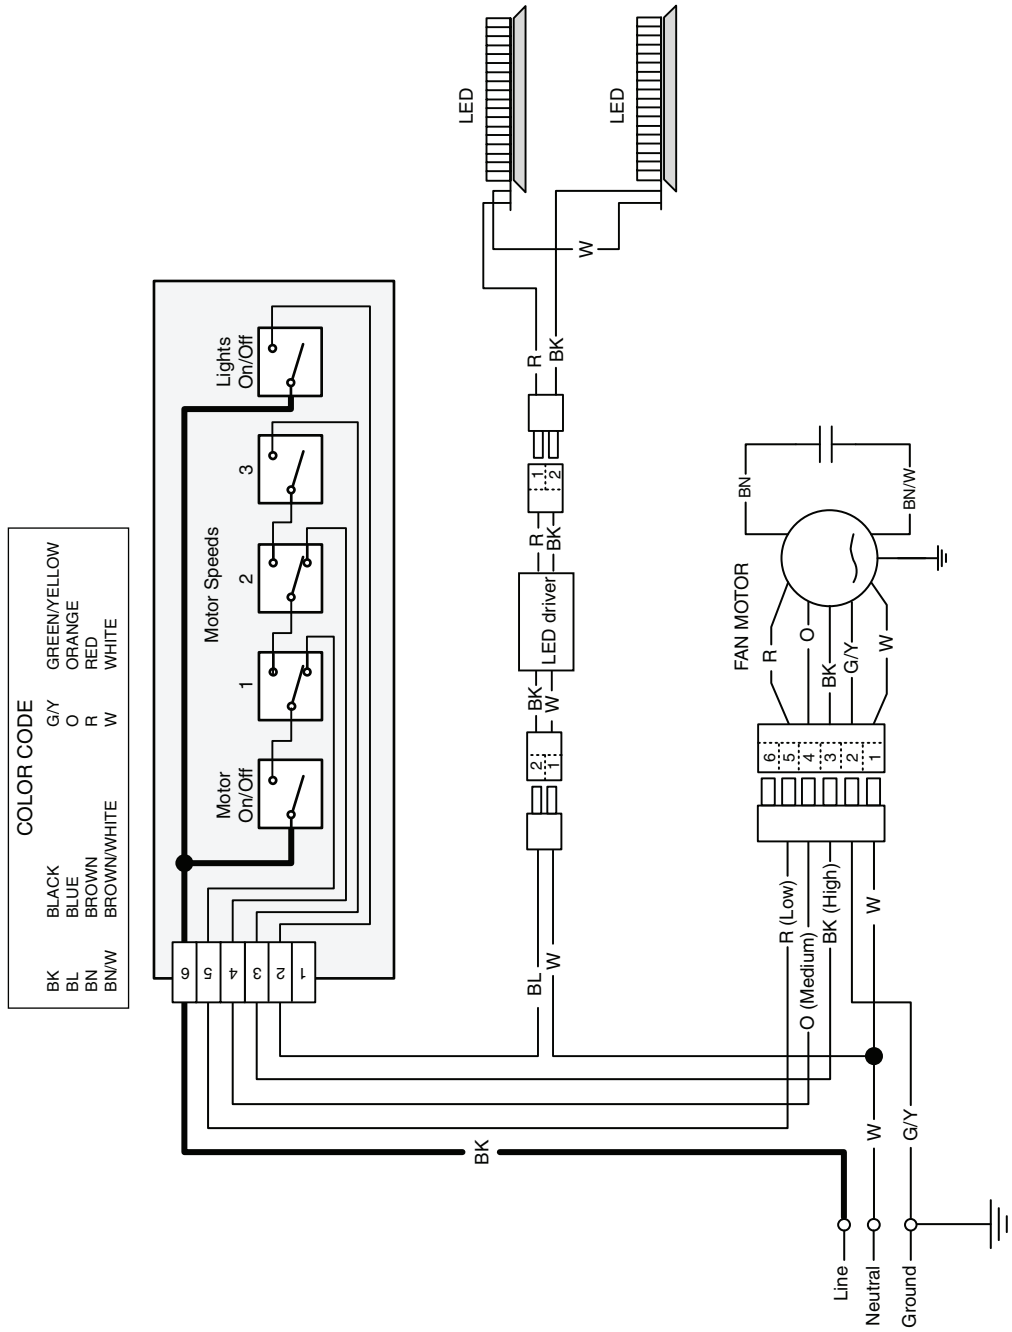 COLOR CODE
BK BLACK G/Y GREEN/YELLOW
BL BLUE O ORANGE
BN BROWN R RED
BN/W BROWN/WHITE W WHITE
Motor
On/Off
Motor Speeds
1
2
3
Lights
On/Off
6
5
4
3
2
1
BK
BL
W
2
1
BK
W
LED driver
R
BK
1
2
R
BK
W
LED
LED
R (Low)
O (Medium)
BK (High)
W
6
5
4
3
2
1
FAN MOTOR
R
O
BK
G/Y
W
BN
BN/W
W
G/Y
Line
Neutral
Ground